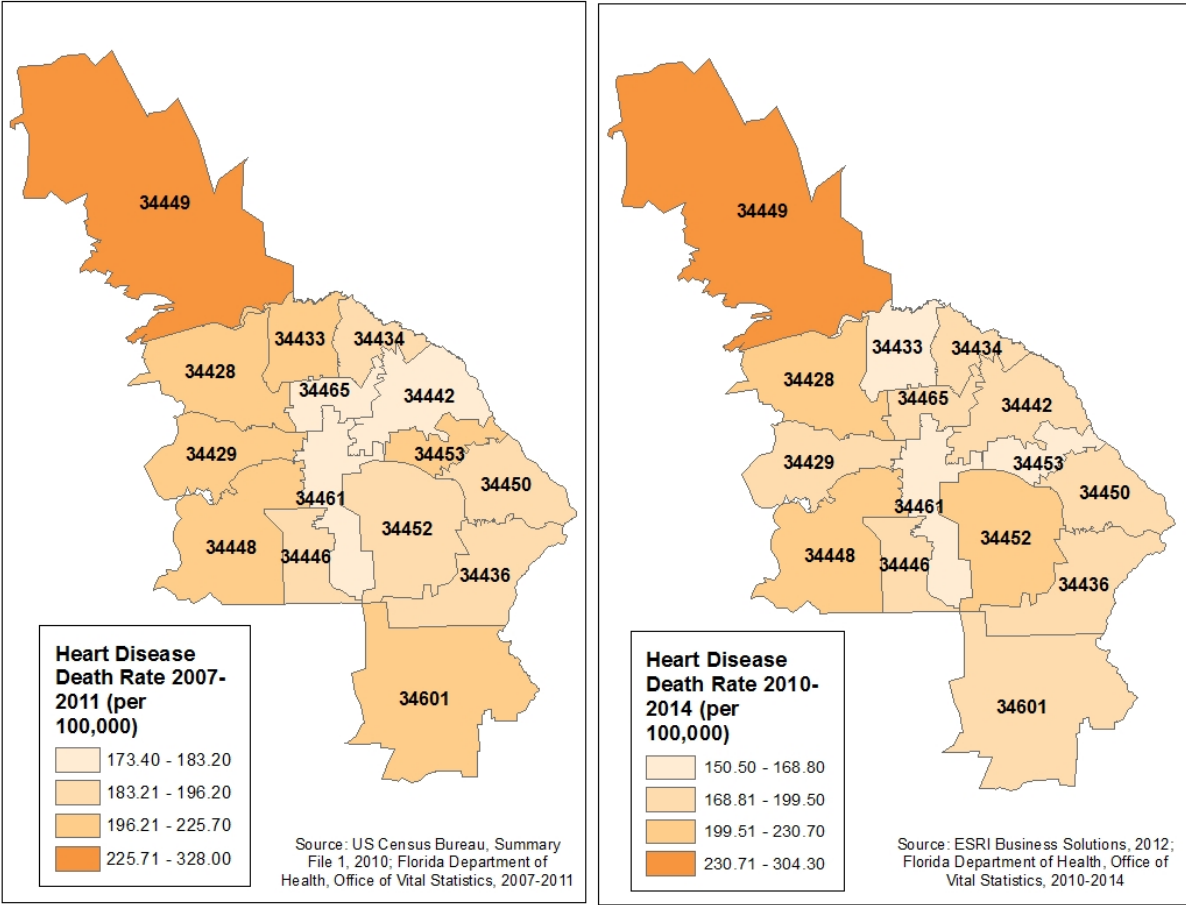 34449
34433
34434
34428
34465
34442
34429
34453
34450
34461
34448
34446
34452
34436
34601
Heart Disease
Death Rate 2007-
2011 (per
100,000)
173.40 - 183.20
183.21 - 196.20
196.21 - 225.70
225.71 - 328.00
Source: US Census Bureau, Summary
File 1, 2010; Florida Department of
Health, Office of Vital Statistics, 2007-2011
34449
34433
34434
34428
34465
34442
34429
34453
34450
34461
34448
34446
34452
34436
34601
Heart Disease
Death Rate 2010-
2014 (per
100,000)
150.50 - 168.80
168.81 - 199.50
199.51 - 230.70
230.71 - 304.30
Source: ESRI Business Solutions, 2012;
Florida Department of Health, Office of
Vital Statistics, 2010-2014